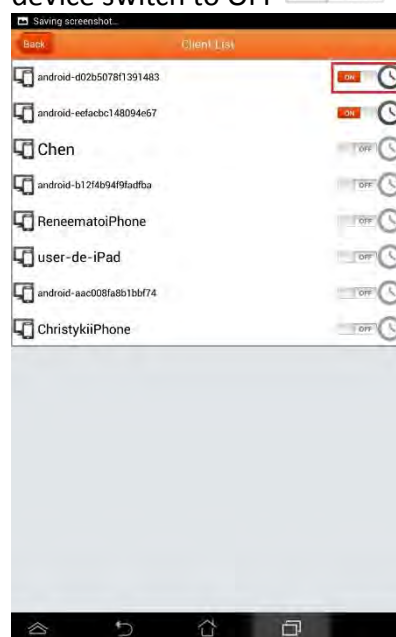 device switch to OFF
Saving screenshot...
Back Client List
android-d02b5078f1391483 ON
android-eefacbc148094e67 ON
Chen OFF
android-b12f4b94f9fadfba OFF
ReneematoiPhone OFF
user-de-iPad OFF
android-aac008fa8b1bbf74 OFF
ChristykiiPhone OFF